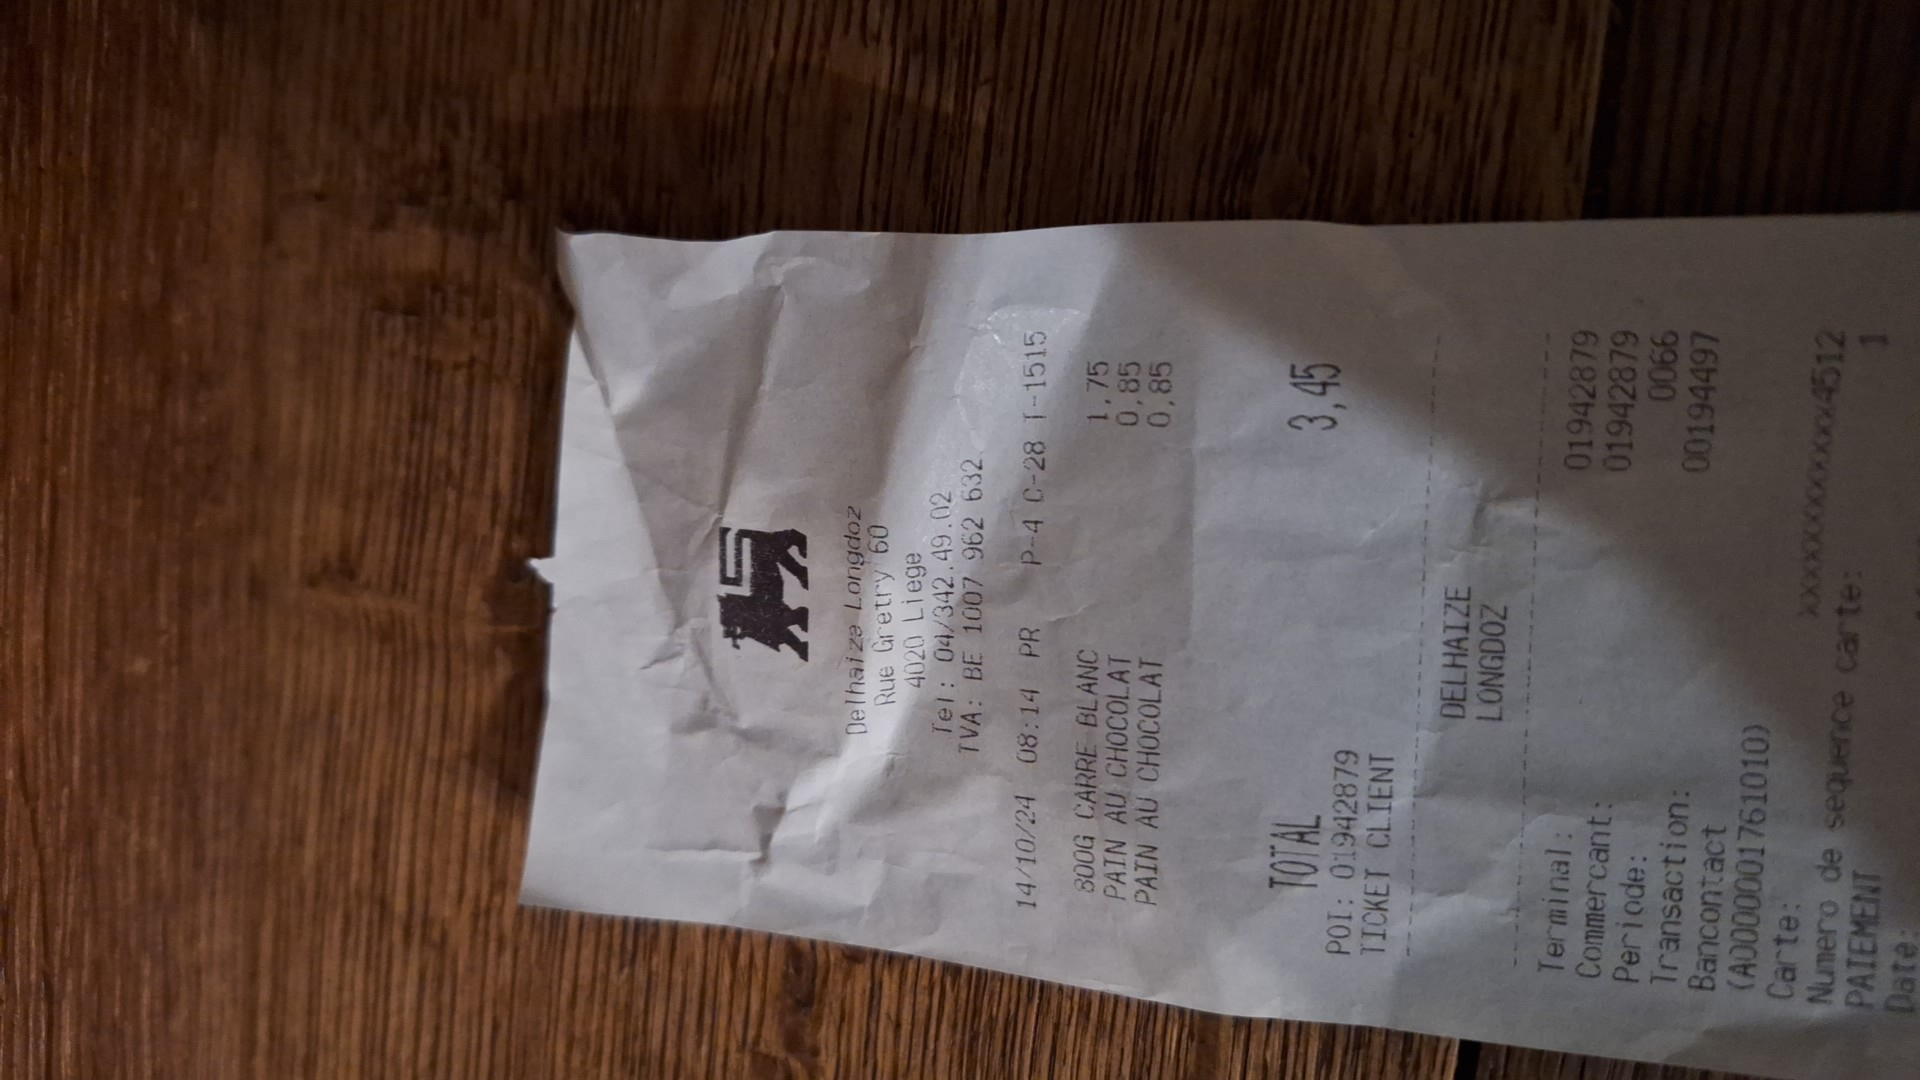 Delhaize Longdoz
Rue Gretry 60
4020 Liege
Tel: 04/342.49.02
TVA: BE 1007 962 632
14/10/24 08:14 PR P-4 C-28 T-1515
800G CARRE BLANC 1,75
PAIN AU CHOCOLAT 0,85
PAIN AU CHOCOLAT 0,85
TOTAL 3,45
POI: 01942879
TICKET CLIENT
DELHAIZE
LONGDOZ
Terminal: 01942879
Commercant: 01942879
Periode: 0066
Transaction: 00194497
Bancontact
(A0000001761010)
Carte: xxxxxxxxxxxxx4512
Numero de sequence carte: 1
PAIEMENT
Date: